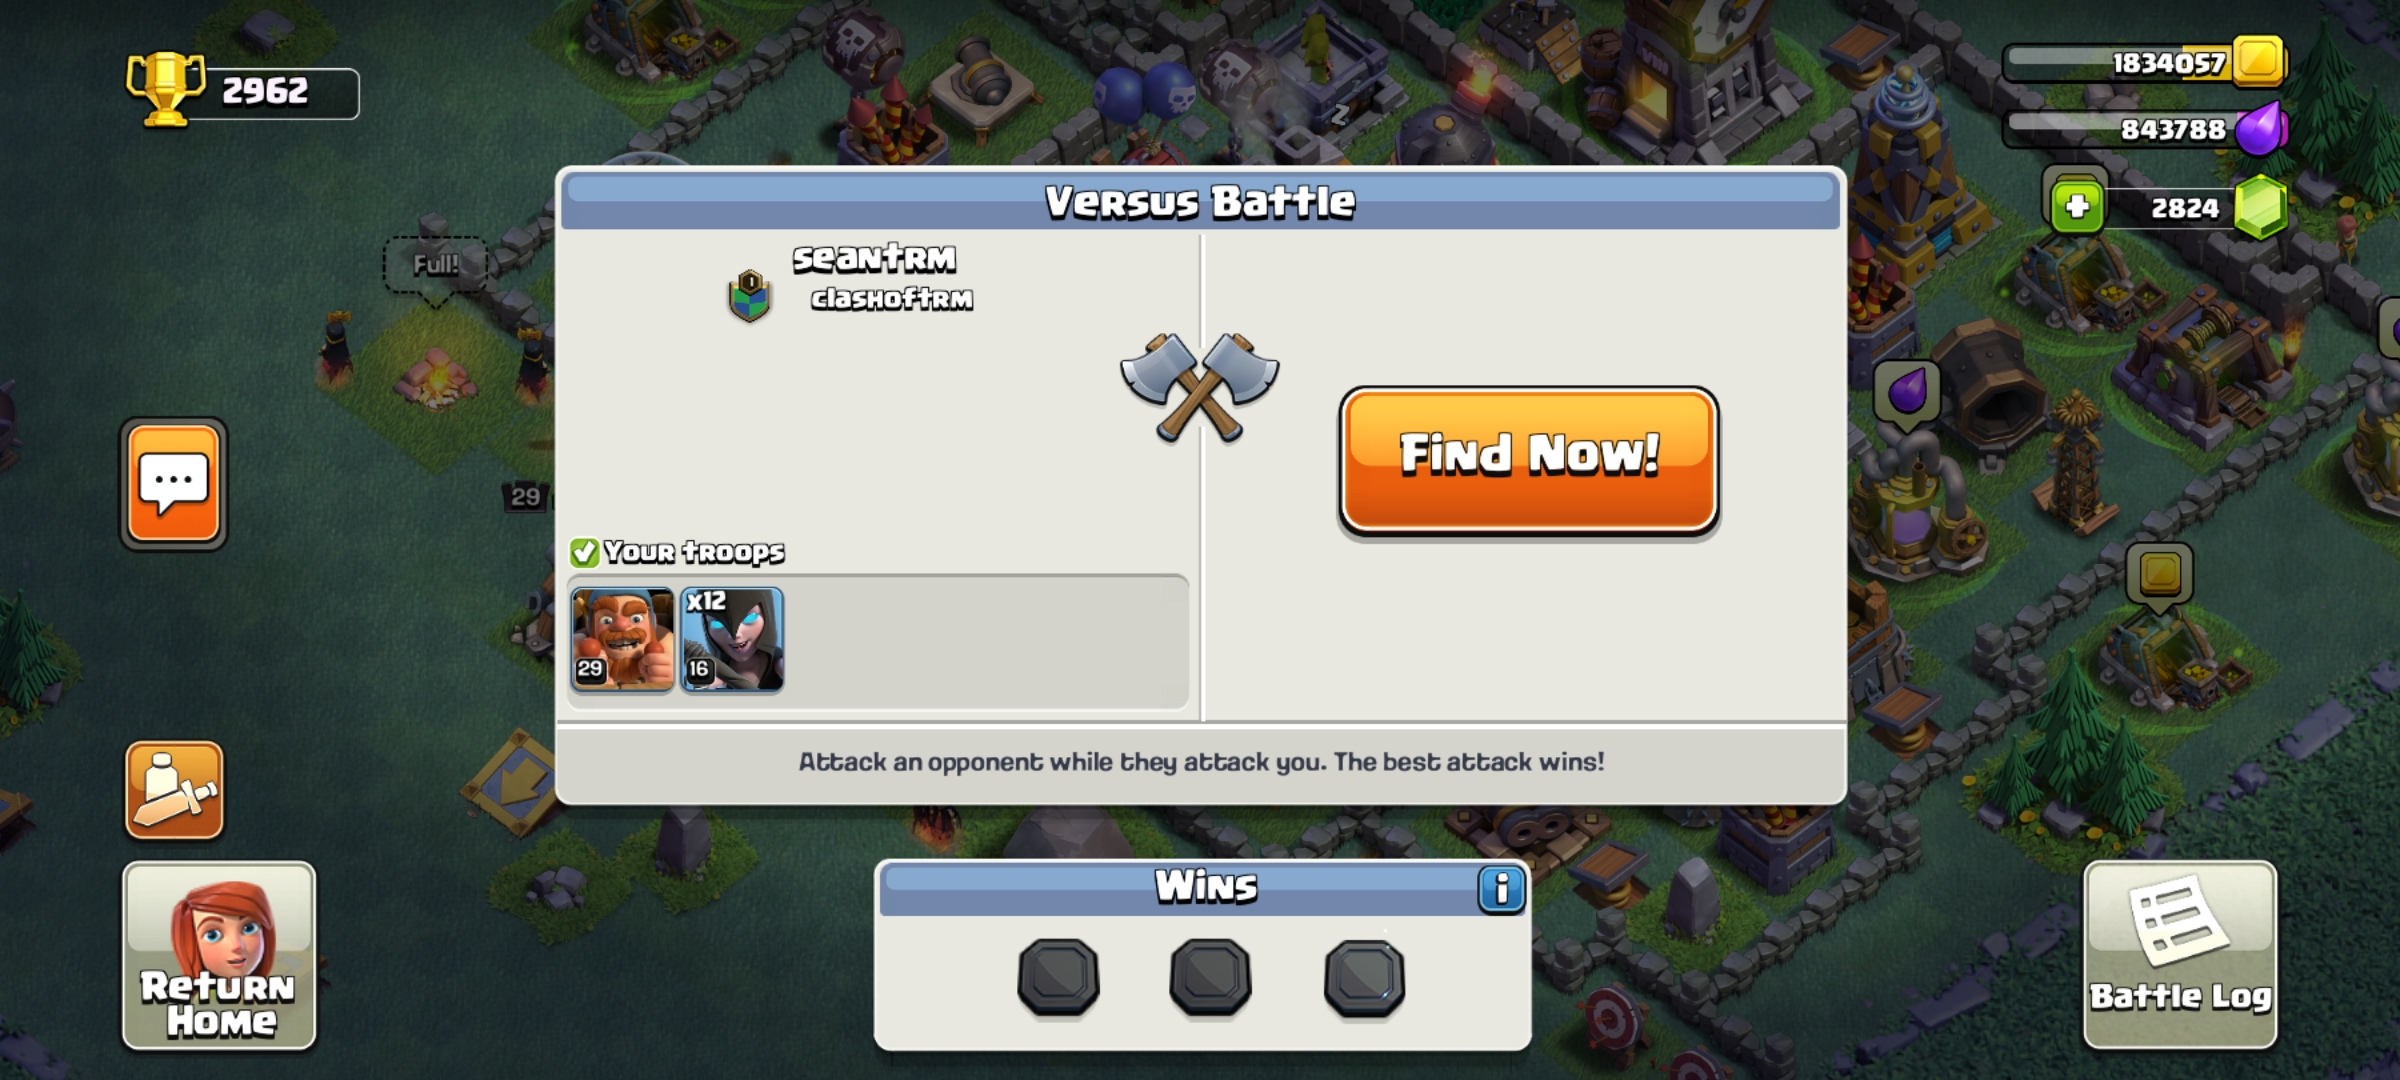 2962
1834057
843788
2824
Full!
Versus Battle
seantrm
1
clashoftrm
Find Now!
29
Your troops
x12
29
16
Attack an opponent while they attack you. The best attack wins!
Wins
i
Return
Home
Battle Log